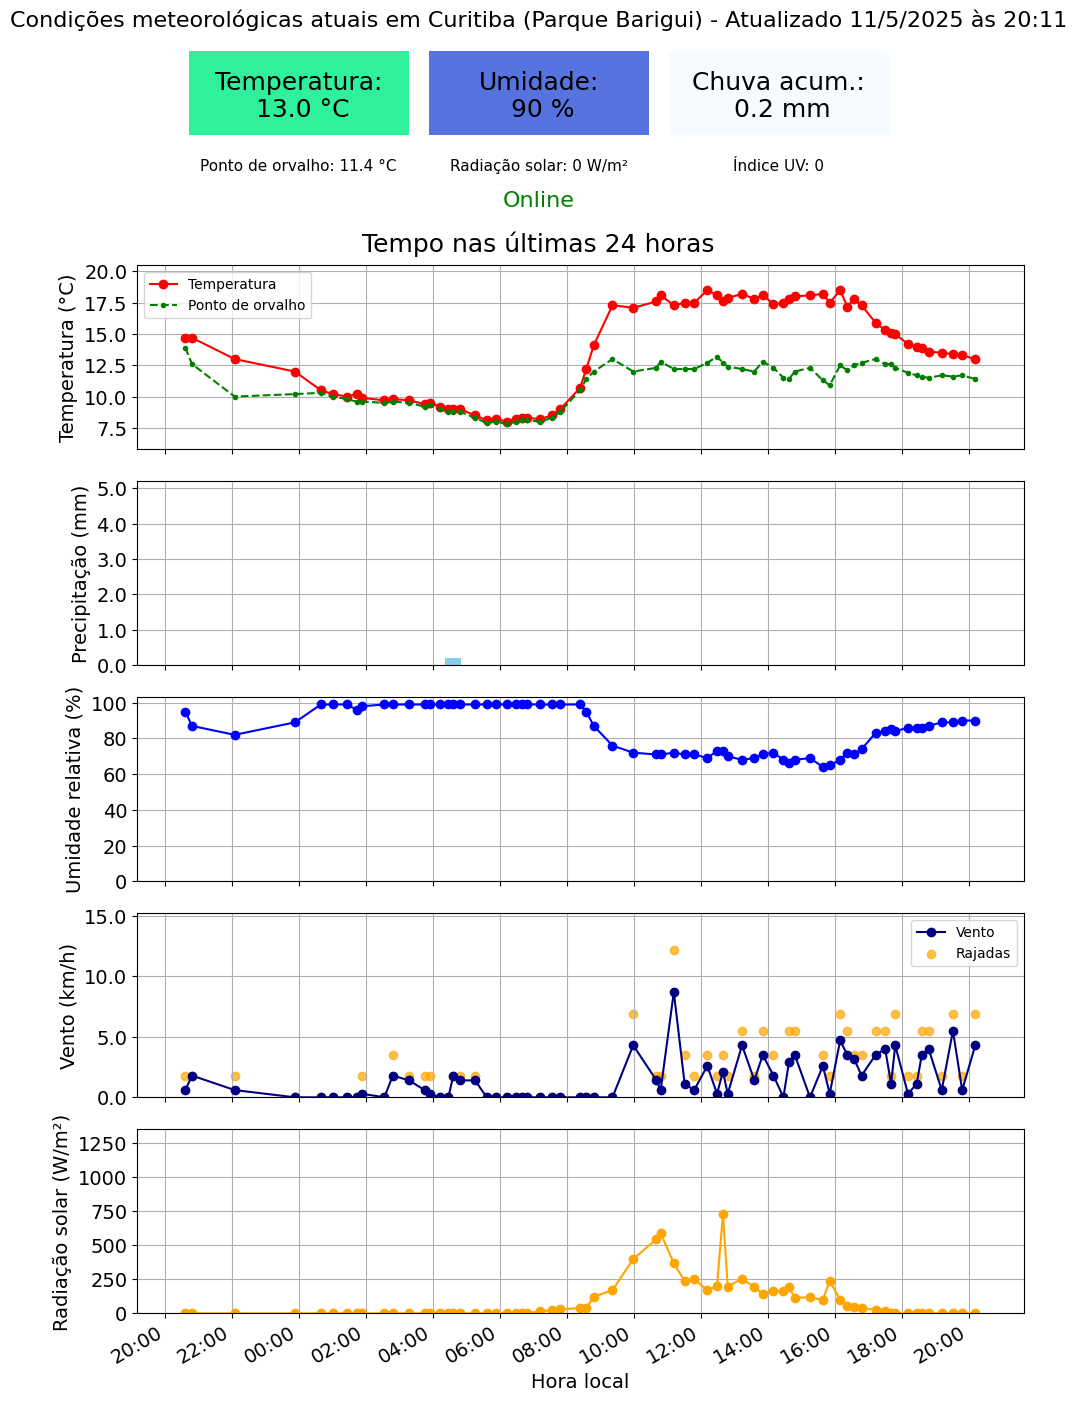 Condições meteorológicas atuais em Curitiba (Parque Barigui) - Atualizado 11/5/2025 às 20:11
Temperatura:
13.0 °C
Umidade:
90 %
Chuva acum.:
0.2 mm
Ponto de orvalho: 11.4 °C
Radiação solar: 0 W/m²
Índice UV: 0
Online
Tempo nas últimas 24 horas
Temperatura (°C)
20.0
17.5
15.0
12.5
10.0
7.5
Temperatura
Ponto de orvalho
Precipitação (mm)
5.0
4.0
3.0
2.0
1.0
0.0
Umidade relativa (%)
100
80
60
40
20
0
Vento (km/h)
15.0
10.0
5.0
0.0
Vento
Rajadas
Radiação solar (W/m²)
1250
1000
750
500
250
0
20:00
22:00
00:00
02:00
04:00
06:00
08:00
10:00
12:00
14:00
16:00
18:00
20:00
Hora local